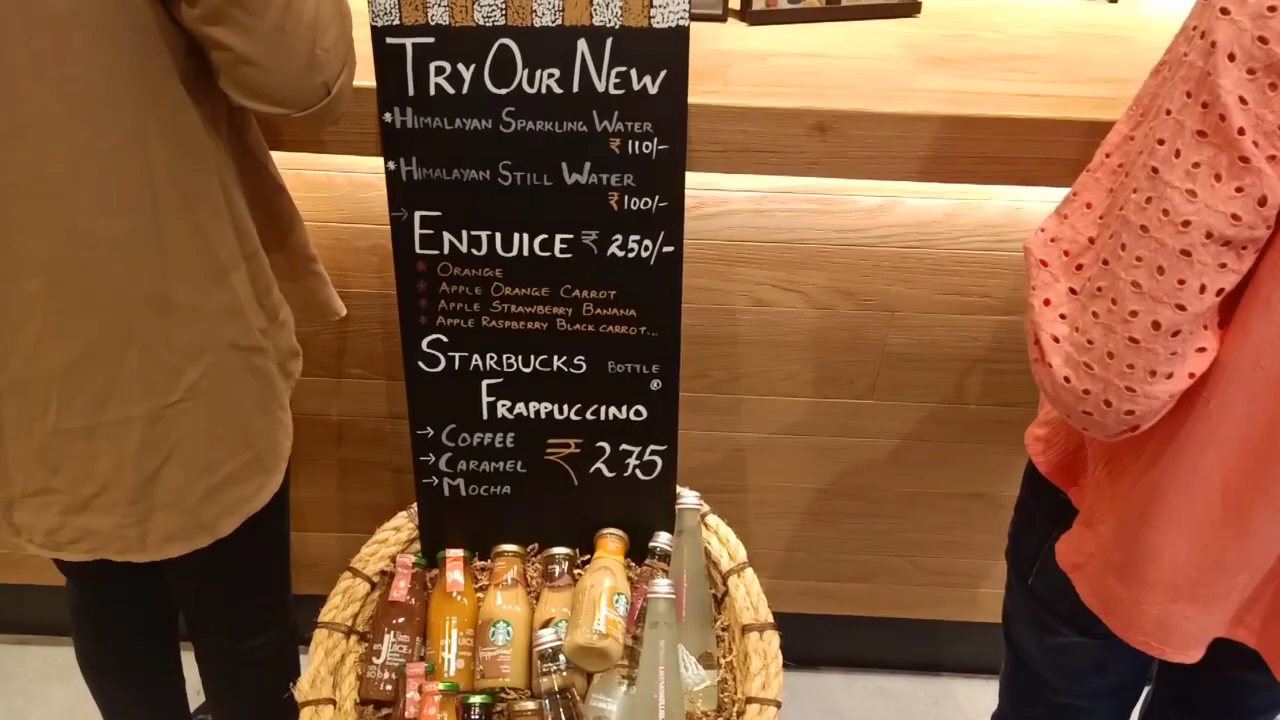 TRY OUR NEW
*HIMALAYAN SPARKLING WATER
₹ 110/-
*HIMALAYAN STILL WATER
₹100/-
→ ENJUICE ₹ 250/-
* ORANGE
* APPLE ORANGE CARROT
* APPLE STRAWBERRY BANANA
* APPLE RASPBERRY BLACK CARROT...
STARBUCKS BOTTLE
FRAPPUCCINO®
→ COFFEE
→ CARAMEL ₹ 275
→ MOCHA